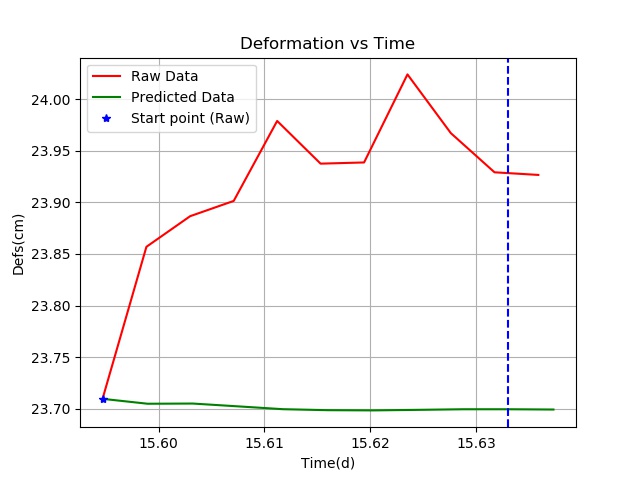 Deformation vs Time
Raw Data
Predicted Data
Start point (Raw)
24.00
23.95
23.90
23.85
23.80
23.75
23.70
Defs(cm)
15.60 15.61 15.62 15.63
Time(d)